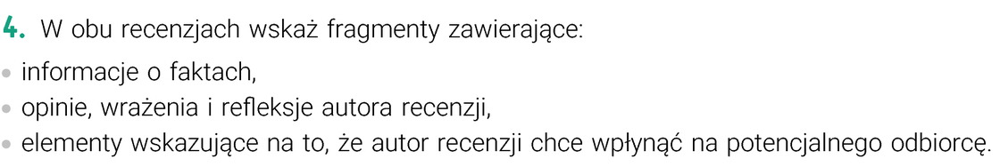 4. W obu recenzjach wskaż fragmenty zawierające:
• informacje o faktach,
• opinie, wrażenia i refleksje autora recenzji,
• elementy wskazujące na to, że autor recenzji chce wpłynąć na potencjalnego odbiorcę.